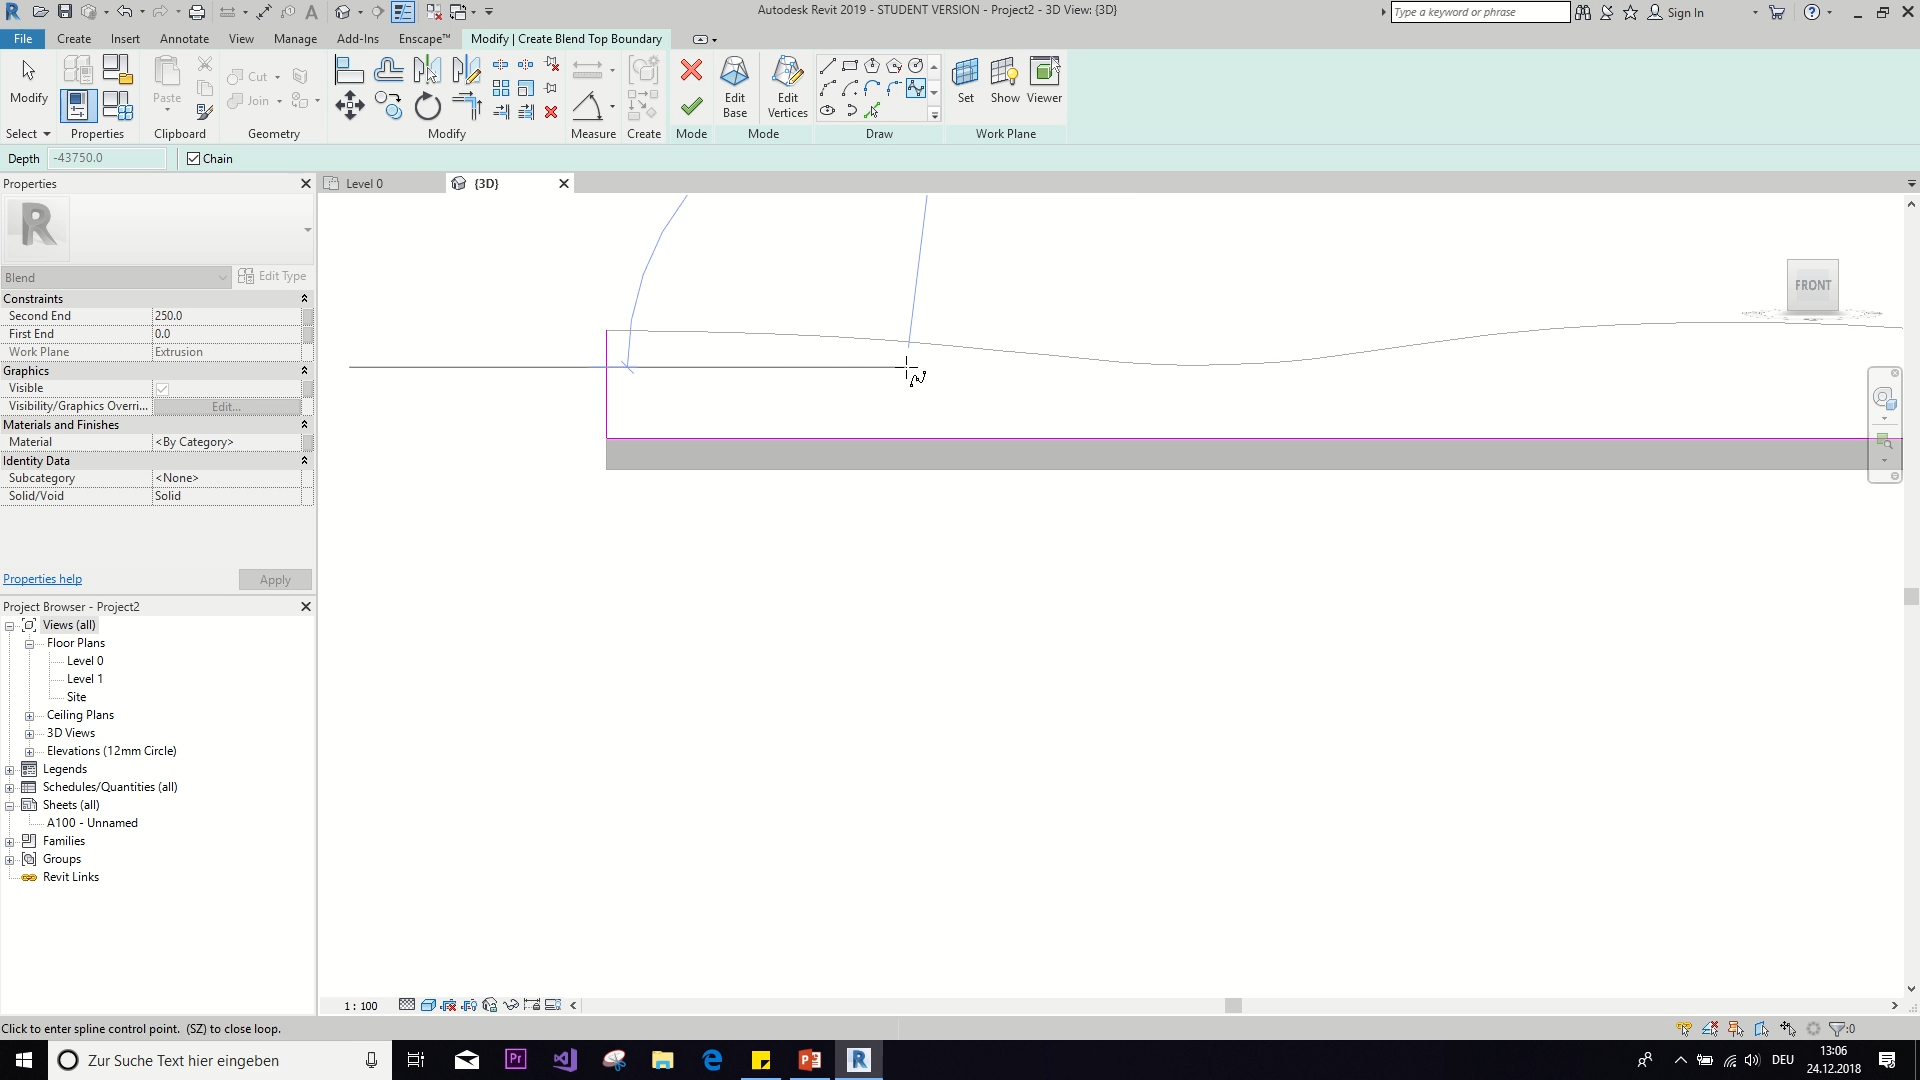 Autodesk Revit 2019 - STUDENT VERSION - Project2 - 3D View: {3D}
Type a keyword or phrase
Sign In
File
Create
Insert
Annotate
View
Manage
Add-Ins
Enscape™
Modify | Create Blend Top Boundary
Modify
Paste
Cut
Join
Edit Base
Edit Vertices
Set
Show
Viewer
Select
Properties
Clipboard
Geometry
Modify
Measure
Create
Mode
Mode
Draw
Work Plane
Depth
-43750.0
Chain
Properties
Level 0
{3D}
R
FRONT
Blend
Edit Type
Constraints
Second End 250.0
First End 0.0
Work Plane Extrusion
Graphics
Visible
Visibility/Graphics Overri... Edit...
Materials and Finishes
Material <By Category>
Identity Data
Subcategory <None>
Solid/Void Solid
Properties help
Apply
Project Browser - Project2
Views (all)
Floor Plans
Level 0
Level 1
Site
Ceiling Plans
3D Views
Elevations (12mm Circle)
Legends
Schedules/Quantities (all)
Sheets (all)
A100 - Unnamed
Families
Groups
Revit Links
1 : 100
Click to enter spline control point. (SZ) to close loop.
:0
Zur Suche Text hier eingeben
DEU
13:06
24.12.2018